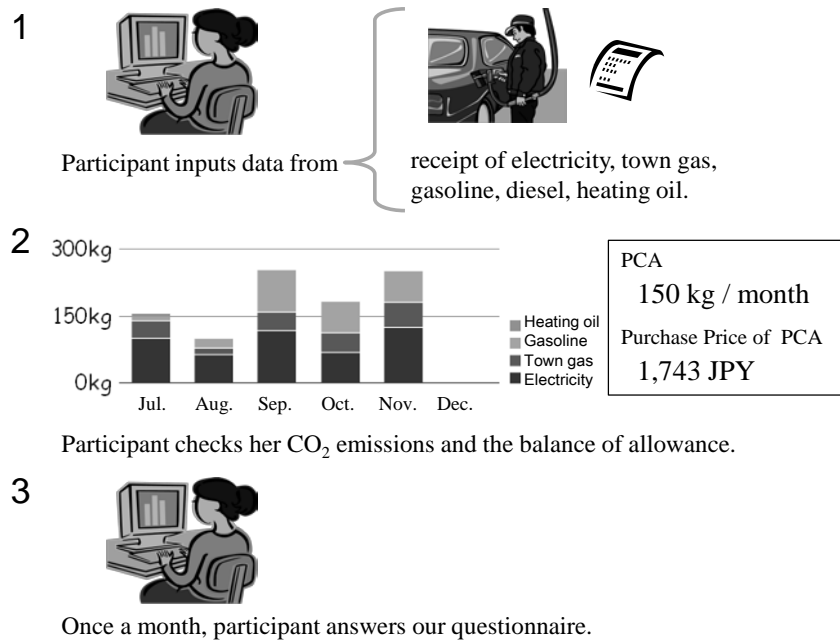 1
Participant inputs data from
receipt of electricity, town gas,
gasoline, diesel, heating oil.
2
300kg
150kg
0kg
Jul. Aug. Sep. Oct. Nov. Dec.
Heating oil
Gasoline
Town gas
Electricity
PCA
150 kg / month
Purchase Price of PCA
1,743 JPY
Participant checks her CO₂ emissions and the balance of allowance.
3
Once a month, participant answers our questionnaire.